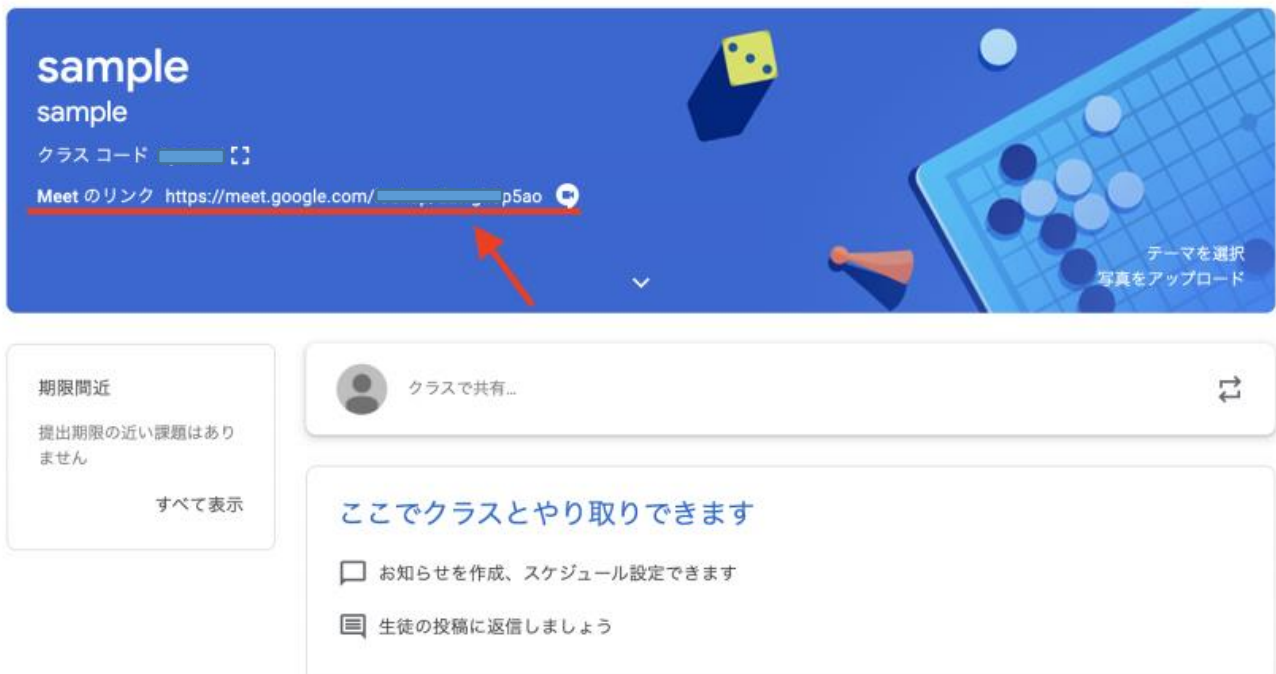 sample
sample
クラス コード
Meet のリンク https://meet.google.com/ p5ao
テーマを選択
写真をアップロード
期限間近
提出期限の近い課題はあり
ません
すべて表示
クラスで共有...
ここでクラスとやり取りできます
お知らせを作成、スケジュール設定できます
生徒の投稿に返信しましょう